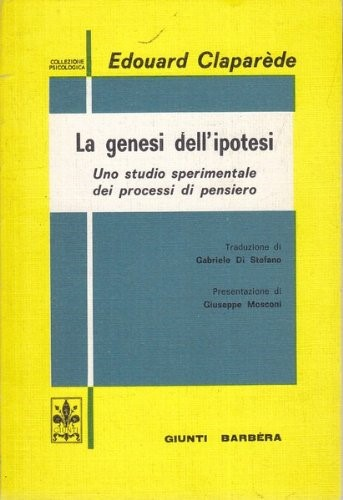 COLLEZIONE
PSICOLOGICA
Edouard Claparède
La genesi dell'ipotesi
Uno studio sperimentale
dei processi di pensiero
Traduzione di
Gabriele Di Stefano
Presentazione di
Giuseppe Mosconi
GIUNTI BARBÈRA